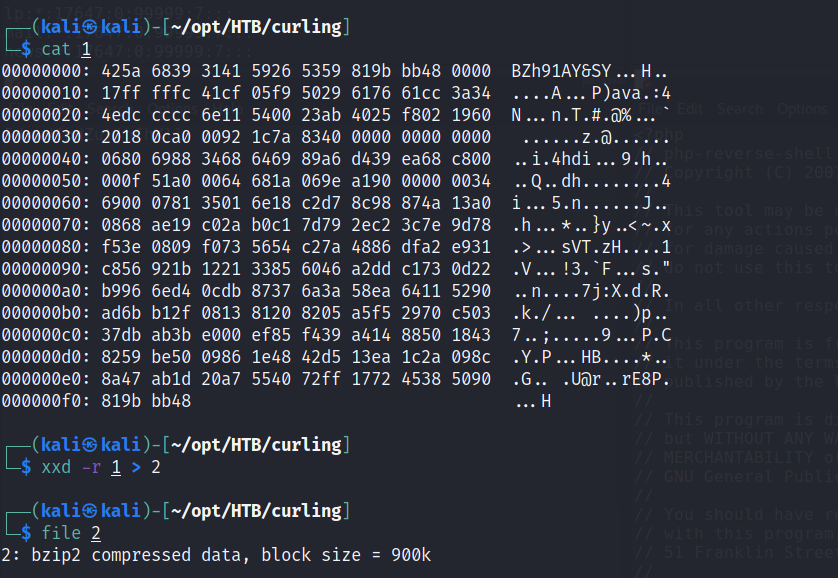 (kali㉿kali)-[~/opt/HTB/curling]
$ cat 1
00000000: 425a 6839 3141 5926 5359 819b bb48 0000 BZh91AY&SY...H..
00000010: 17ff fffc 41cf 05f9 5029 6176 61cc 3a34 ....A...P)ava.:4
00000020: 4edc cccc 6e11 5400 23ab 4025 f802 1960 N...n.T.#.@%...`
00000030: 2018 0ca0 0092 1c7a 8340 0000 0000 0000 ......z.@......
00000040: 0680 6988 3468 6469 89a6 d439 ea68 c800 ..i.4hdi...9.h..
00000050: 000f 51a0 0064 681a 069e a190 0000 0034 ..Q..dh........4
00000060: 6900 0781 3501 6e18 c2d7 8c98 874a 13a0 i...5.n......J..
00000070: 0868 ae19 c02a b0c1 7d79 2ec2 3c7e 9d78 .h...*..}y..<~.x
00000080: f53e 0809 f073 5654 c27a 4886 dfa2 e931 .>...sVT.zH....1
00000090: c856 921b 1221 3385 6046 a2dd c173 0d22 .V...!3.`F...s."
000000a0: b996 6ed4 0cdb 8737 6a3a 58ea 6411 5290 ..n....7j:X.d.R.
000000b0: ad6b b12f 0813 8120 8205 a5f5 2970 c503 .k./... ....)p..
000000c0: 37db ab3b e000 ef85 f439 a414 8850 1843 7..;.....9...P.C
000000d0: 8259 be50 0986 1e48 42d5 13ea 1c2a 098c .Y.P...HB....*..
000000e0: 8a47 ab1d 20a7 5540 72ff 1772 4538 5090 .G.. .U@r..rE8P.
000000f0: 819b bb48 ...H
(kali㉿kali)-[~/opt/HTB/curling]
$ xxd -r 1 > 2
(kali㉿kali)-[~/opt/HTB/curling]
$ file 2
2: bzip2 compressed data, block size = 900k